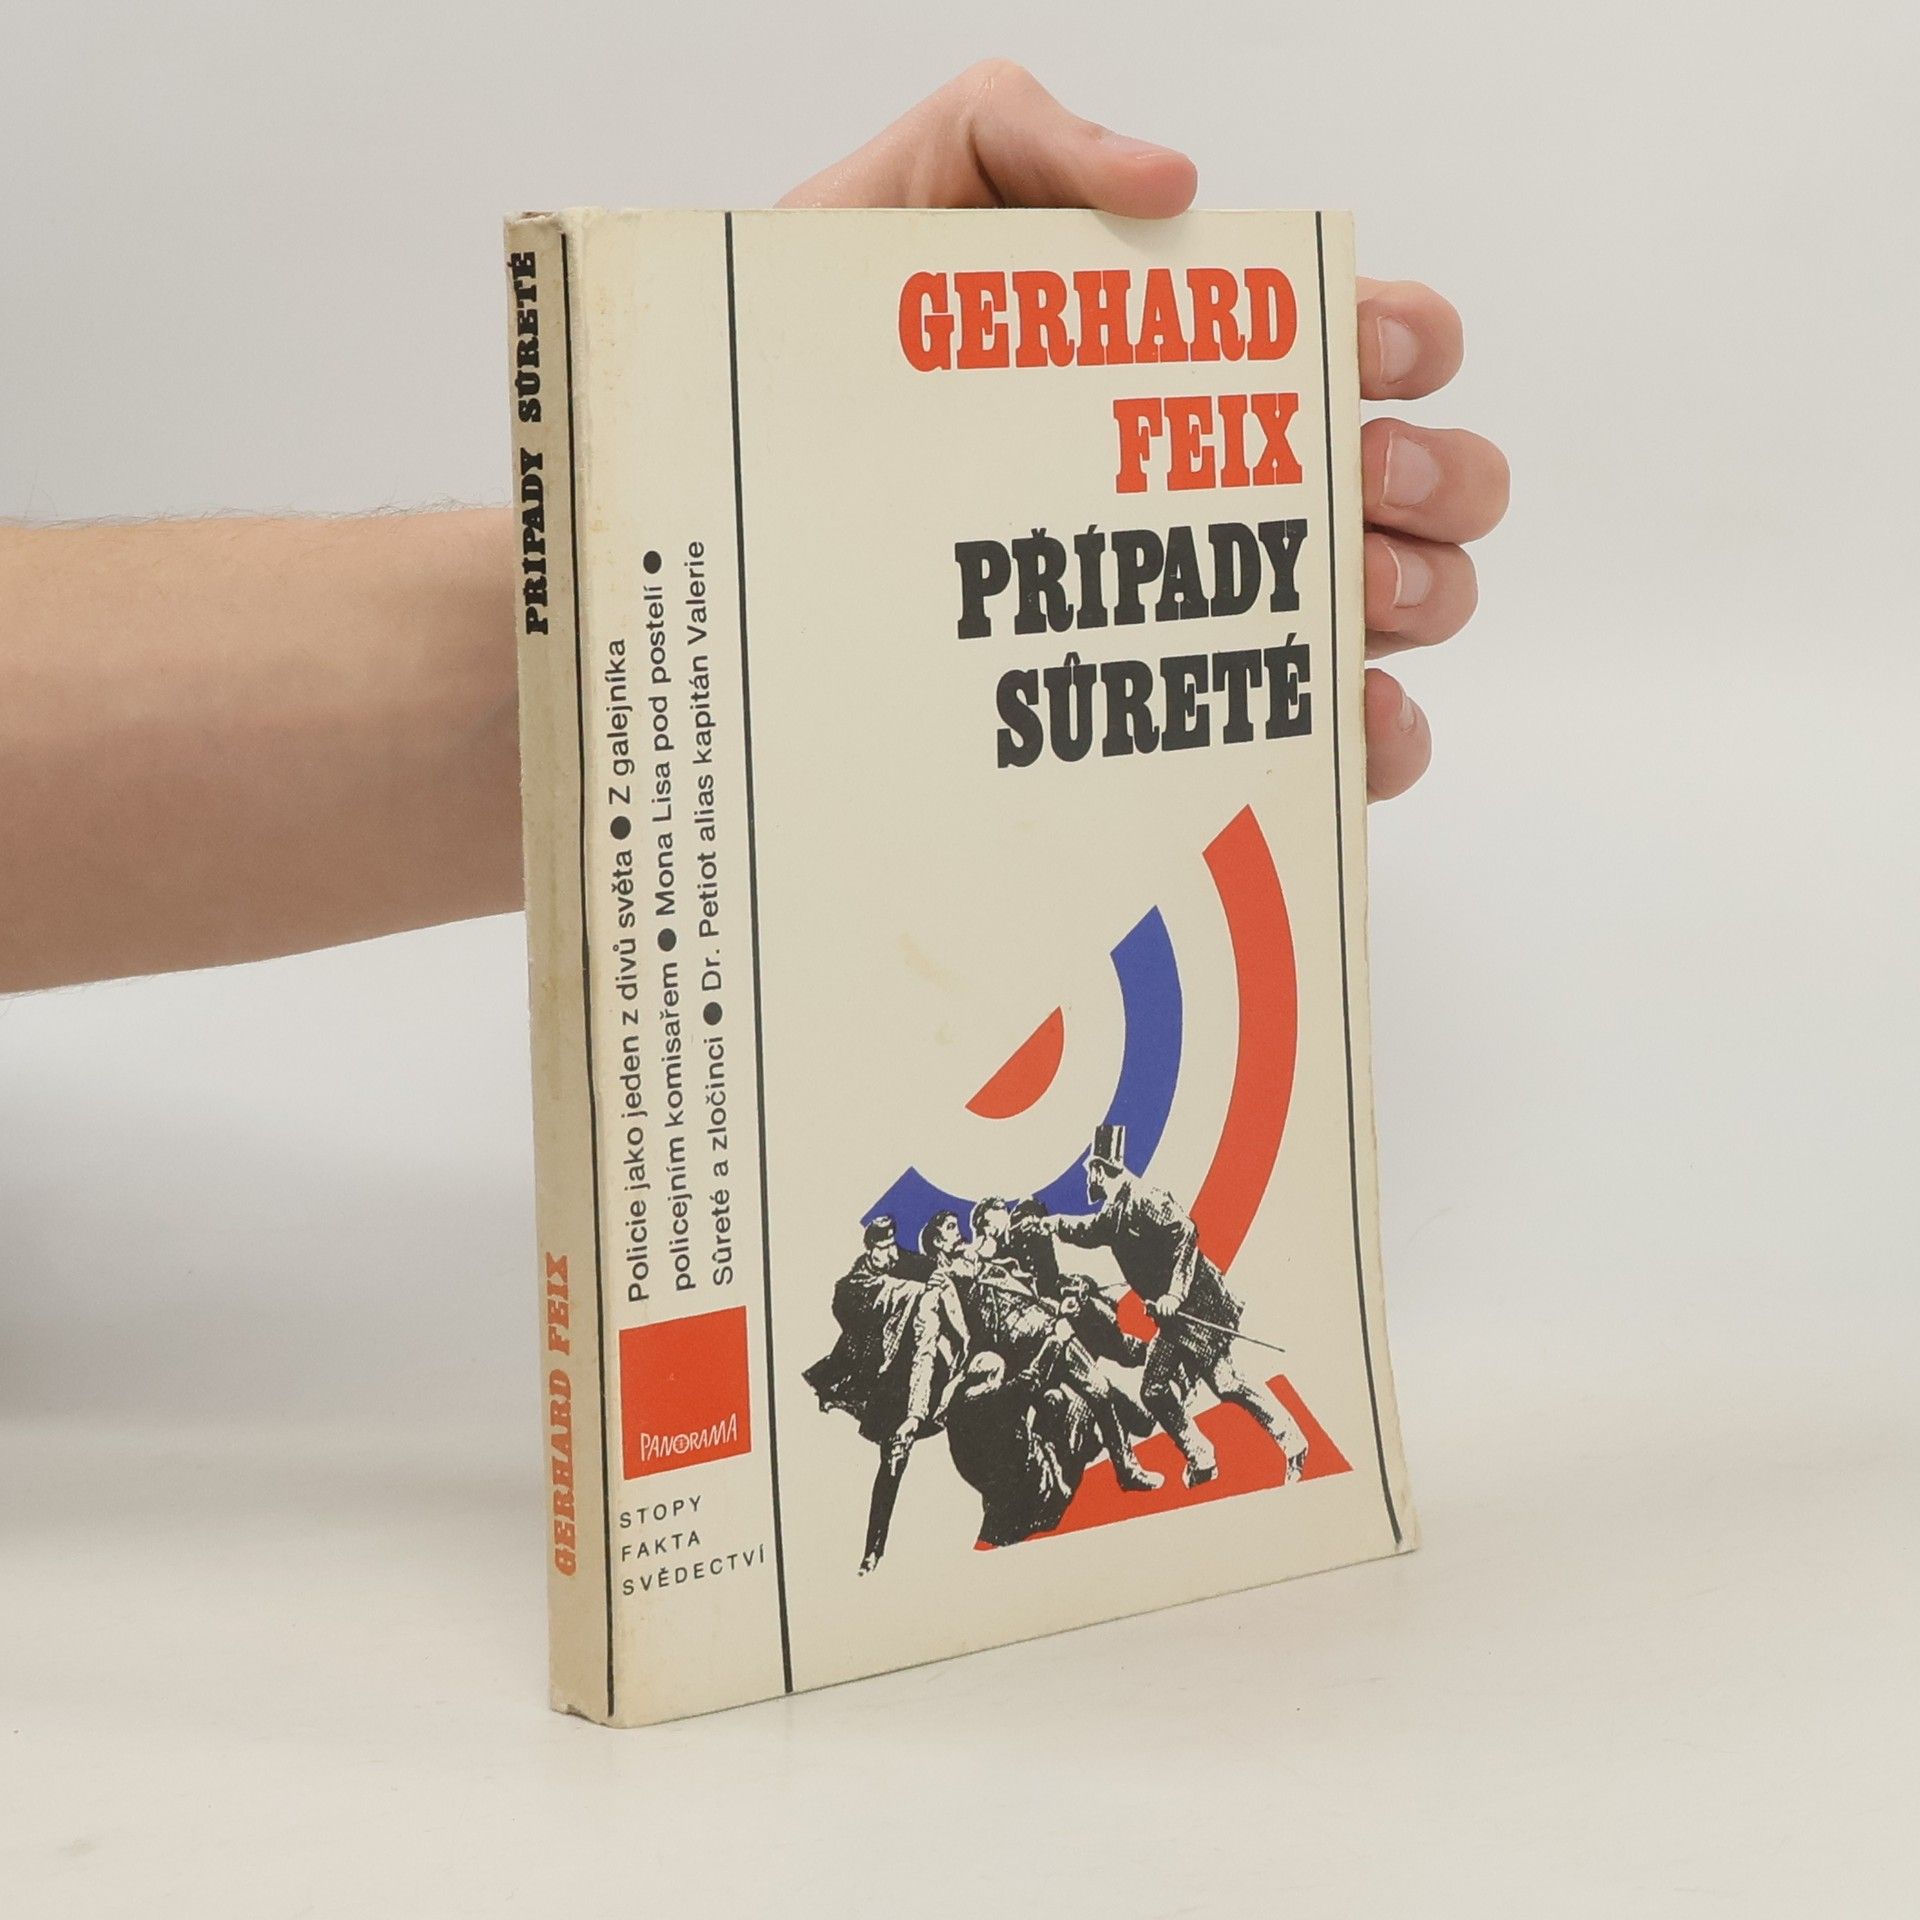 PŘÍPADY SÛRETÉ
GERHARD FEIX
GERHARD
FEIX
PŘÍPADY
SÛRETÉ
Policie jako jeden z divů světa ● Z galejníka
policejním komisařem ● Mona Lisa pod postelí ●
Sûreté a zločinci ● Dr. Petiot alias kapitán Valerie
PANORAMA
STOPY
FAKTA
SVĚDECTVÍ